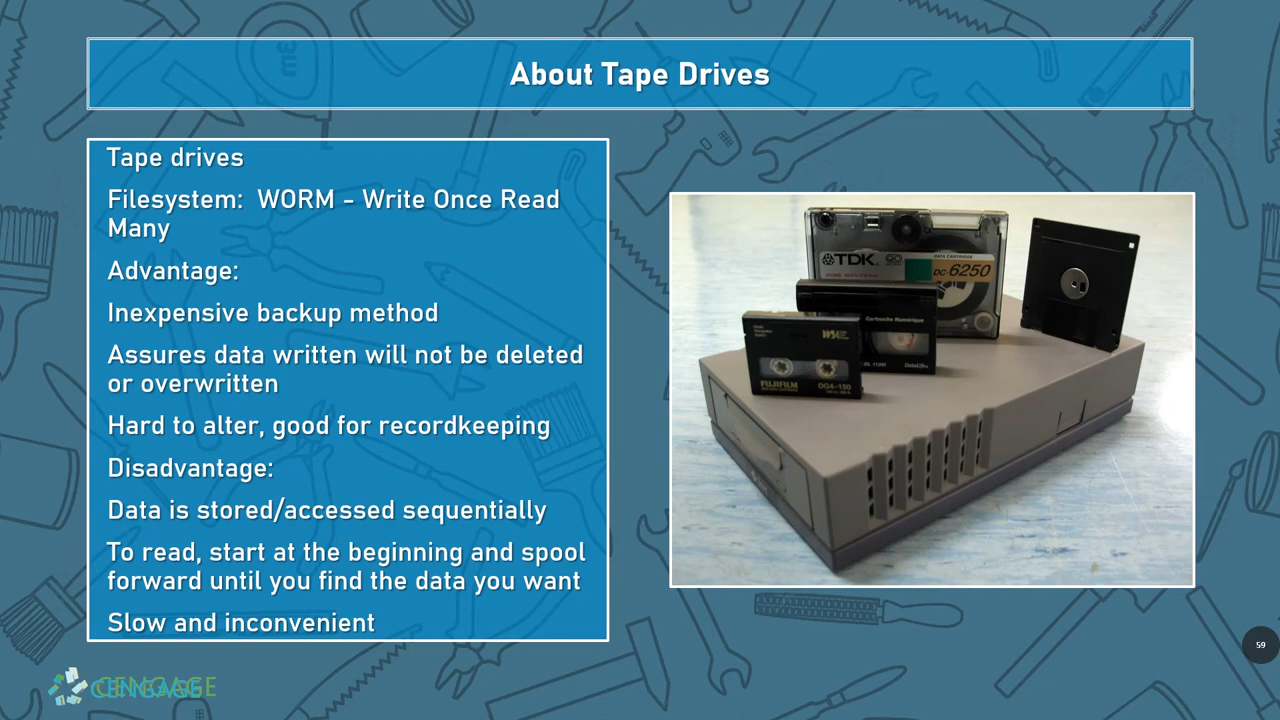 About Tape Drives
Tape drives
Filesystem:  WORM - Write Once Read
Many
Advantage:
Inexpensive backup method
Assures data written will not be deleted
or overwritten
Hard to alter, good for recordkeeping
Disadvantage:
Data is stored/accessed sequentially
To read, start at the beginning and spool
forward until you find the data you want
Slow and inconvenient
TDK
DATA CARTRIDGE
DC-6250
Cartouche Numérique
FUJIFILM
DG4-150
59
CENGAGE